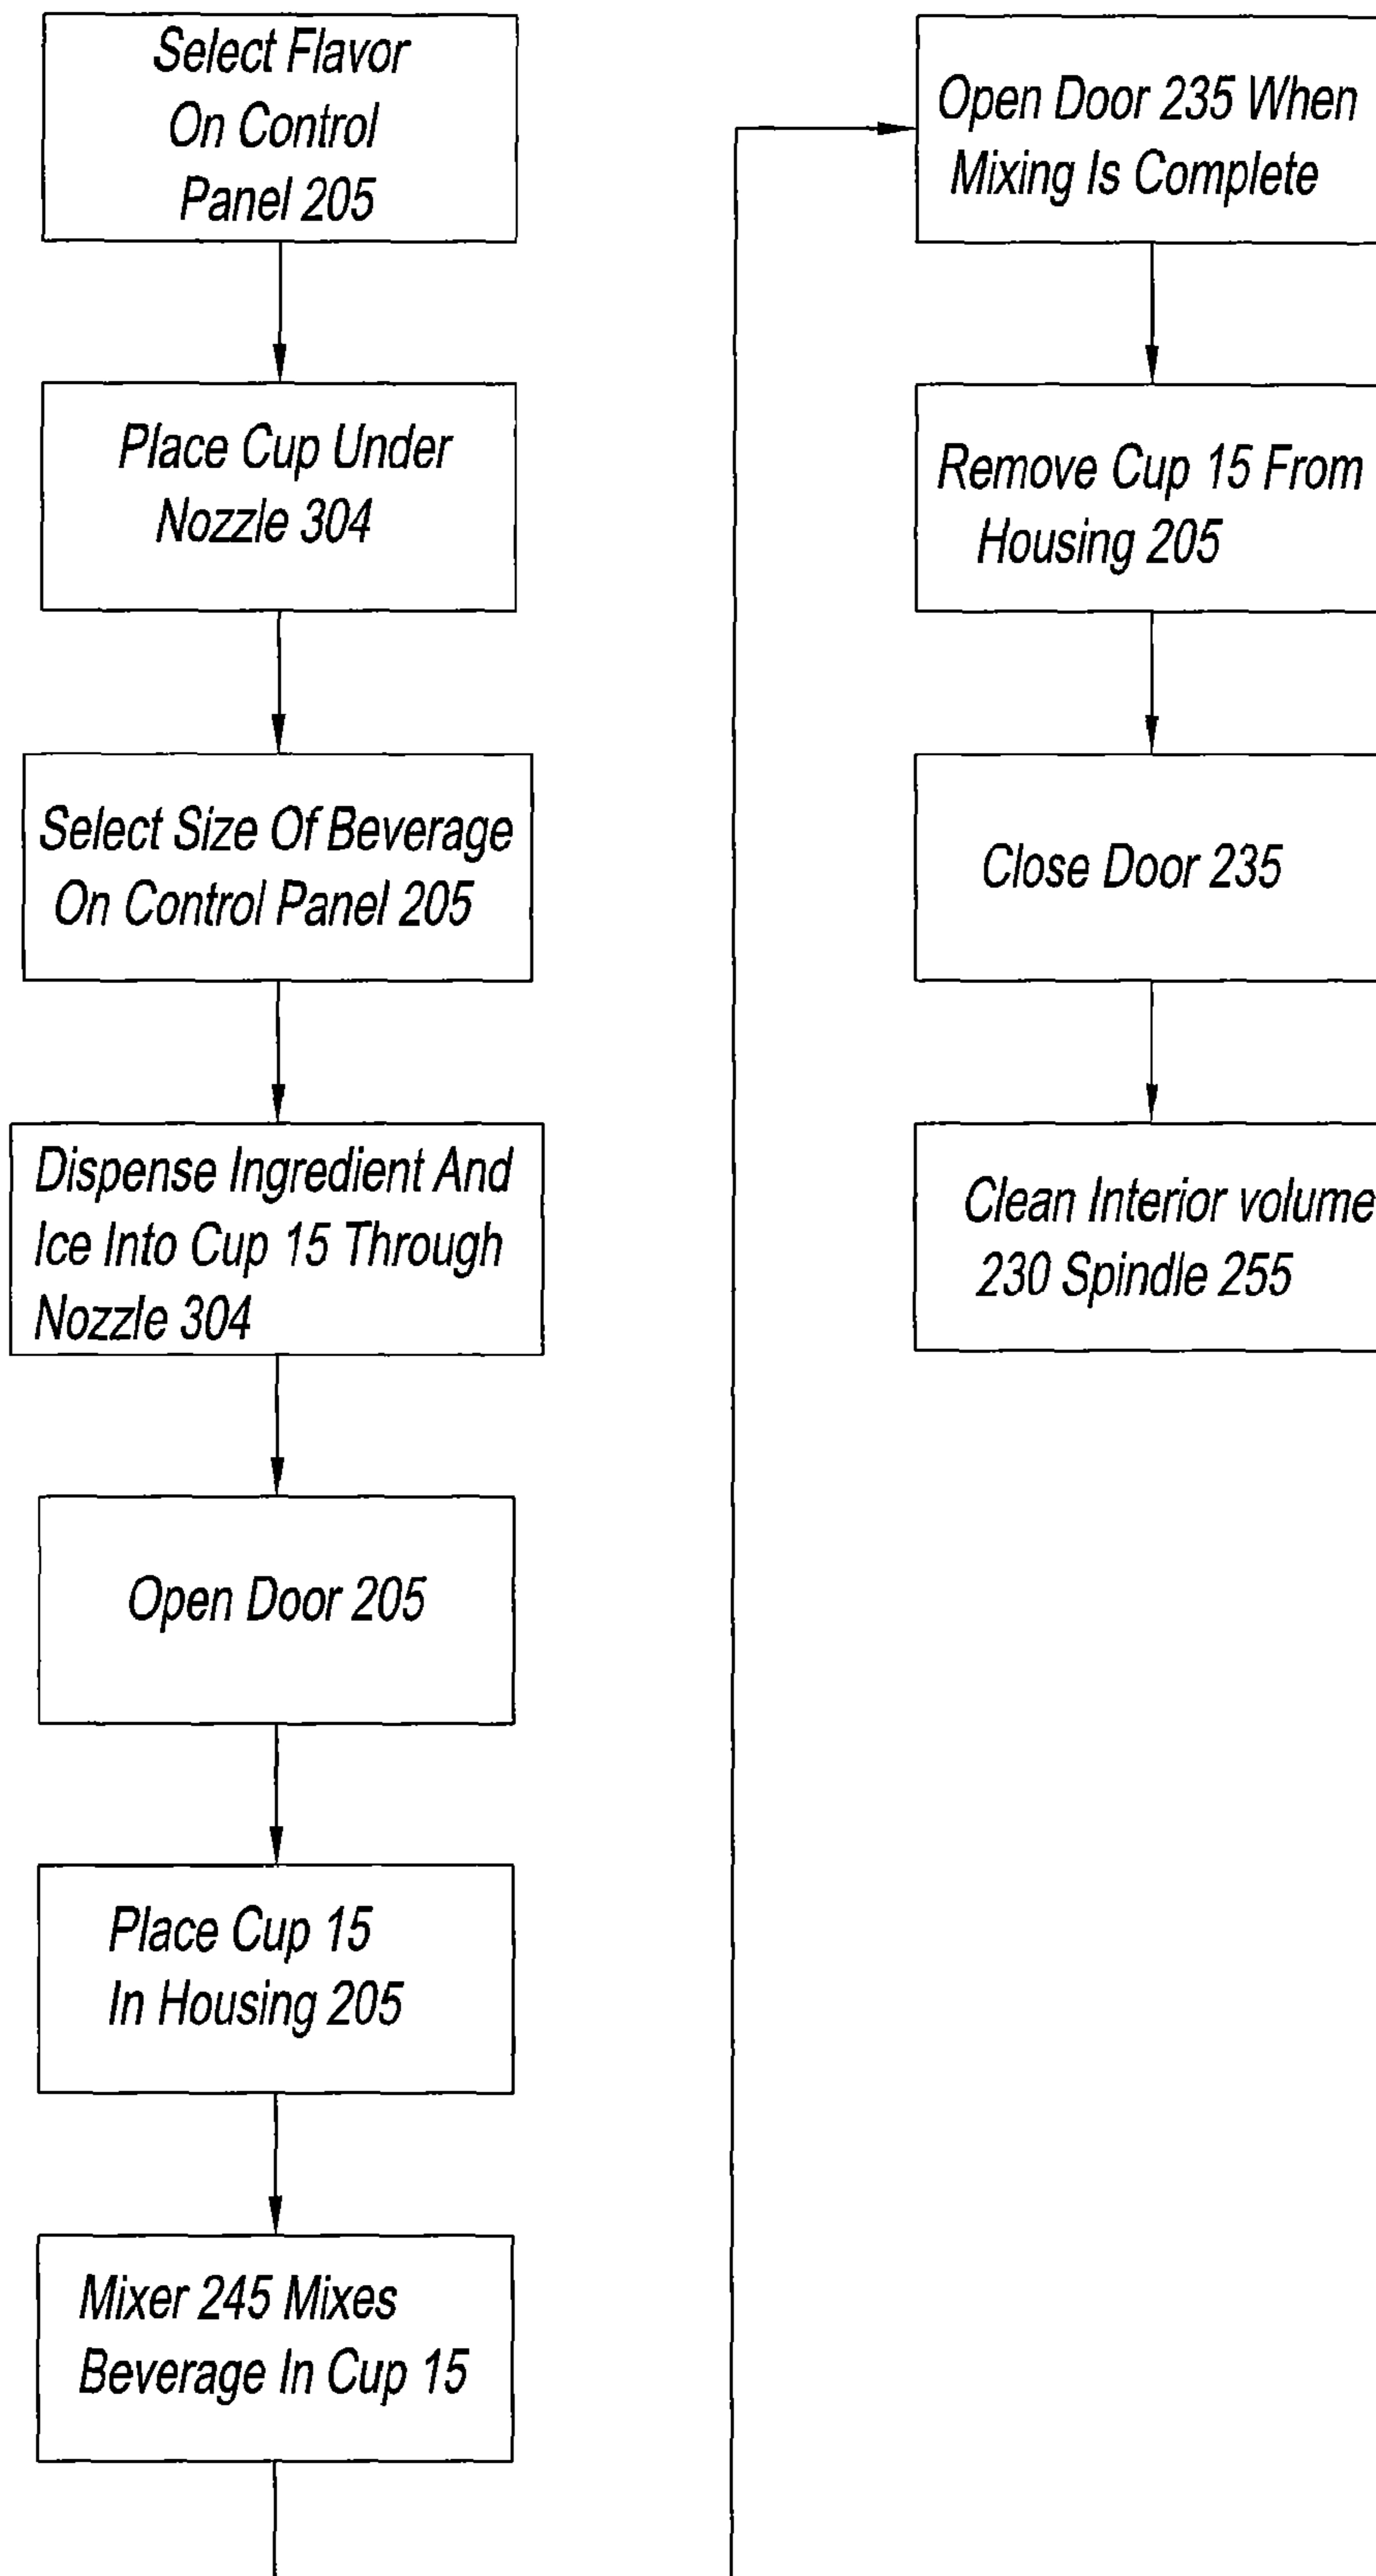 Select Flavor
On Control
Panel 205
Place Cup Under
Nozzle 304
Select Size Of Beverage
On Control Panel 205
Dispense Ingredient And
Ice Into Cup 15 Through
Nozzle 304
Open Door 205
Place Cup 15
In Housing 205
Mixer 245 Mixes
Beverage In Cup 15
Open Door 235 When
Mixing Is Complete
Remove Cup 15 From
Housing 205
Close Door 235
Clean Interior volume
230 Spindle 255